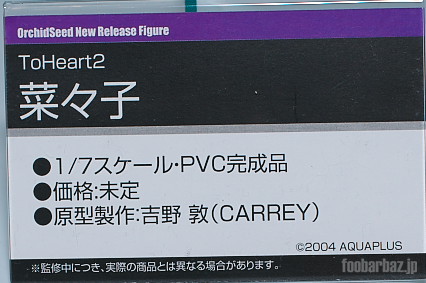 OrchidSeed New Release Figure
ToHeart2
菜々子
●1/7スケール・PVC完成品
●価格:未定
●原型製作:吉野 敦(CARREY)
©2004 AQUAPLUS
※監修中につき、実際の商品とは異なる場合があります。
foobarbaz.jp